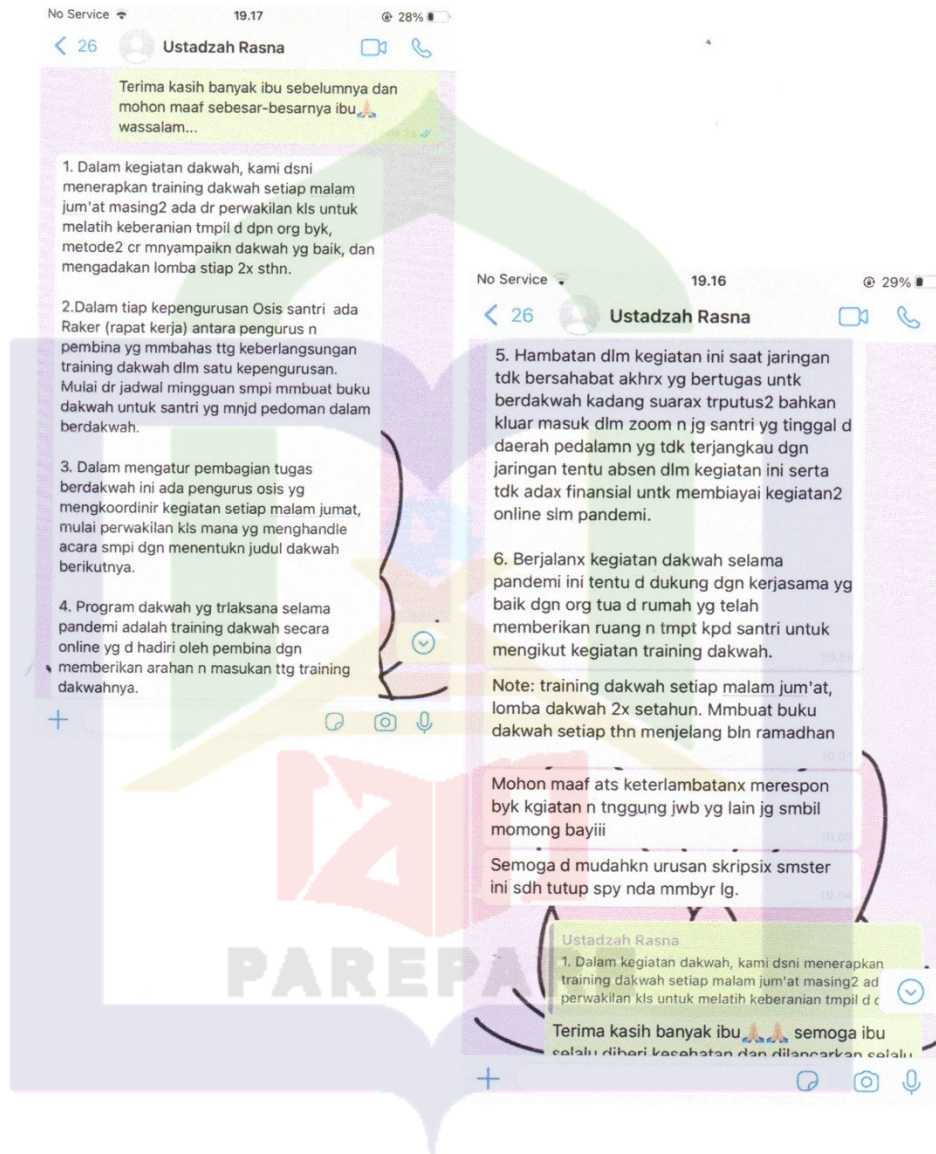 No Service 19.17 28%
26 Ustadzah Rasna
Terima kasih banyak ibu sebelumnya dan
mohon maaf sebesar-besarnya ibu🙏
wassalam...
1. Dalam kegiatan dakwah, kami dsni
menerapkan training dakwah setiap malam
jum'at masing2 ada dr perwakilan kls untuk
melatih keberanian tmpil d dpn org byk,
metode2 cr mnyampaikn dakwah yg baik, dan
mengadakan lomba stiap 2x sthn.
2.Dalam tiap kepengurusan Osis santri ada
Raker (rapat kerja) antara pengurus n
pembina yg mmbahas ttg keberlangsungan
training dakwah dlm satu kepengurusan.
Mulai dr jadwal mingguan smpi mmbuat buku
dakwah untuk santri yg mnjd pedoman dalam
berdakwah.
3. Dalam mengatur pembagian tugas
berdakwah ini ada pengurus osis yg
mengkoordinir kegiatan setiap malam jumat,
mulai perwakilan kls mana yg menghandle
acara smpi dgn menentukn judul dakwah
berikutnya.
4. Program dakwah yg trlaksana selama
pandemi adalah training dakwah secara
online yg d hadiri oleh pembina dgn
memberikan arahan n masukan ttg training
dakwahnya.
No Service 19.16 29%
26 Ustadzah Rasna
5. Hambatan dlm kegiatan ini saat jaringan
tdk bersahabat akhrx yg bertugas untk
berdakwah kadang suarax trputus2 bahkan
kluar masuk dlm zoom n jg santri yg tinggal d
daerah pedalamn yg tdk terjangkau dgn
jaringan tentu absen dlm kegiatan ini serta
tdk adax finansial untk membiayai kegiatan2
online slm pandemi.
6. Berjalanx kegiatan dakwah selama
pandemi ini tentu d dukung dgn kerjasama yg
baik dgn org tua d rumah yg telah
memberikan ruang n tmpt kpd santri untuk
mengikut kegiatan training dakwah.
Note: training dakwah setiap malam jum'at,
lomba dakwah 2x setahun. Mmbuat buku
dakwah setiap thn menjelang bln ramadhan
10.01
Mohon maaf ats keterlambatanx merespon
byk kgiatan n tnggung jwb yg lain jg smbil
momong bayiii
10.03
Semoga d mudahkn urusan skripsix smster
ini sdh tutup spy nda mmbyr lg.
10.04
Ustadzah Rasna
1. Dalam kegiatan dakwah, kami dsni menerapkan
training dakwah setiap malam jum'at masing2 ad
perwakilan kls untuk melatih keberanian tmpil d
Terima kasih banyak ibu🙏🙏 semoga ibu
selalu diberi kesehatan dan dilancarkan selalu
PAREPARE